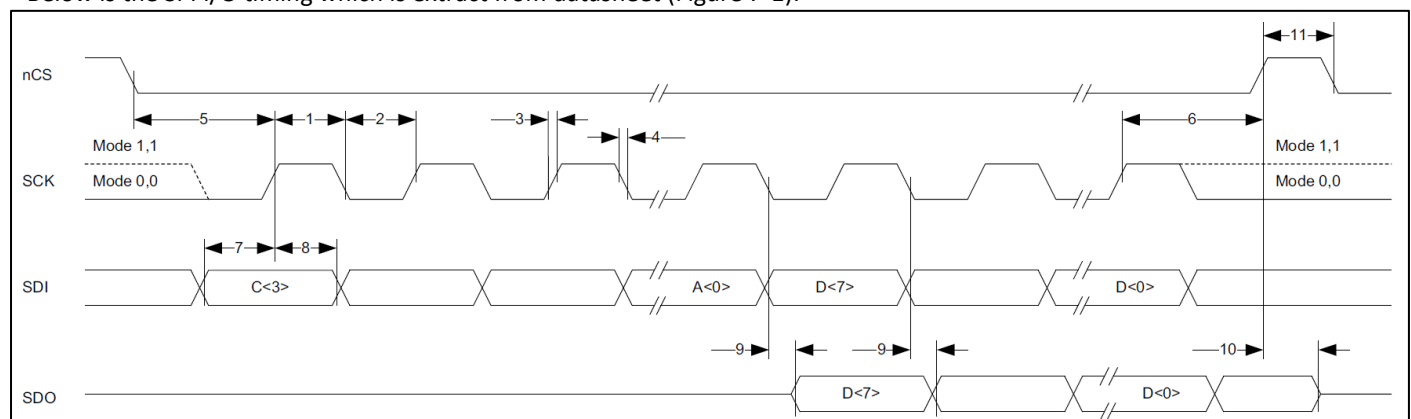 Below is the SPI I/O timing which is extract from datasheet (Figure 7-2):
nCS
11
5
1
2
3
4
6
Mode 1,1
Mode 1,1
SCK
Mode 0,0
Mode 0,0
7
8
SDI
C<3>
A<0>
D<7>
D<0>
9
9
10
SDO
D<7>
D<0>